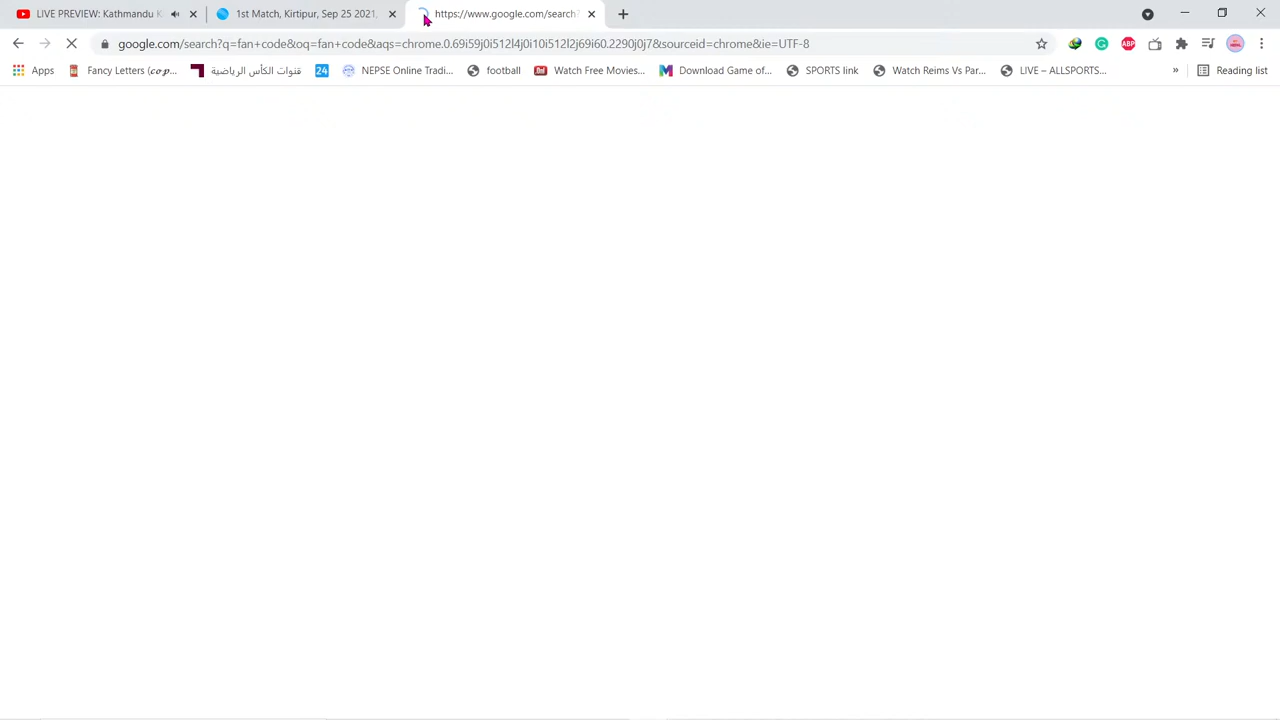 LIVE PREVIEW: Kathmandu K
1st Match, Kirtipur, Sep 25 2021,
https://www.google.com/search?
google.com/search?q=fan+code&oq=fan+code&aqs=chrome.0.69i59l0i512l4j0i10i512l2j69i60.2290j0j7&sourceid=chrome&ie=UTF-8
ABP
Apps
Fancy Letters (𝓬𝓸𝓹...
قنوات الكأس الرياضية
24
NEPSE Online Tradi...
football
Watch Free Movies...
Download Game of...
SPORTS link
Watch Reims Vs Par...
LIVE – ALLSPORTS...
»
Reading list